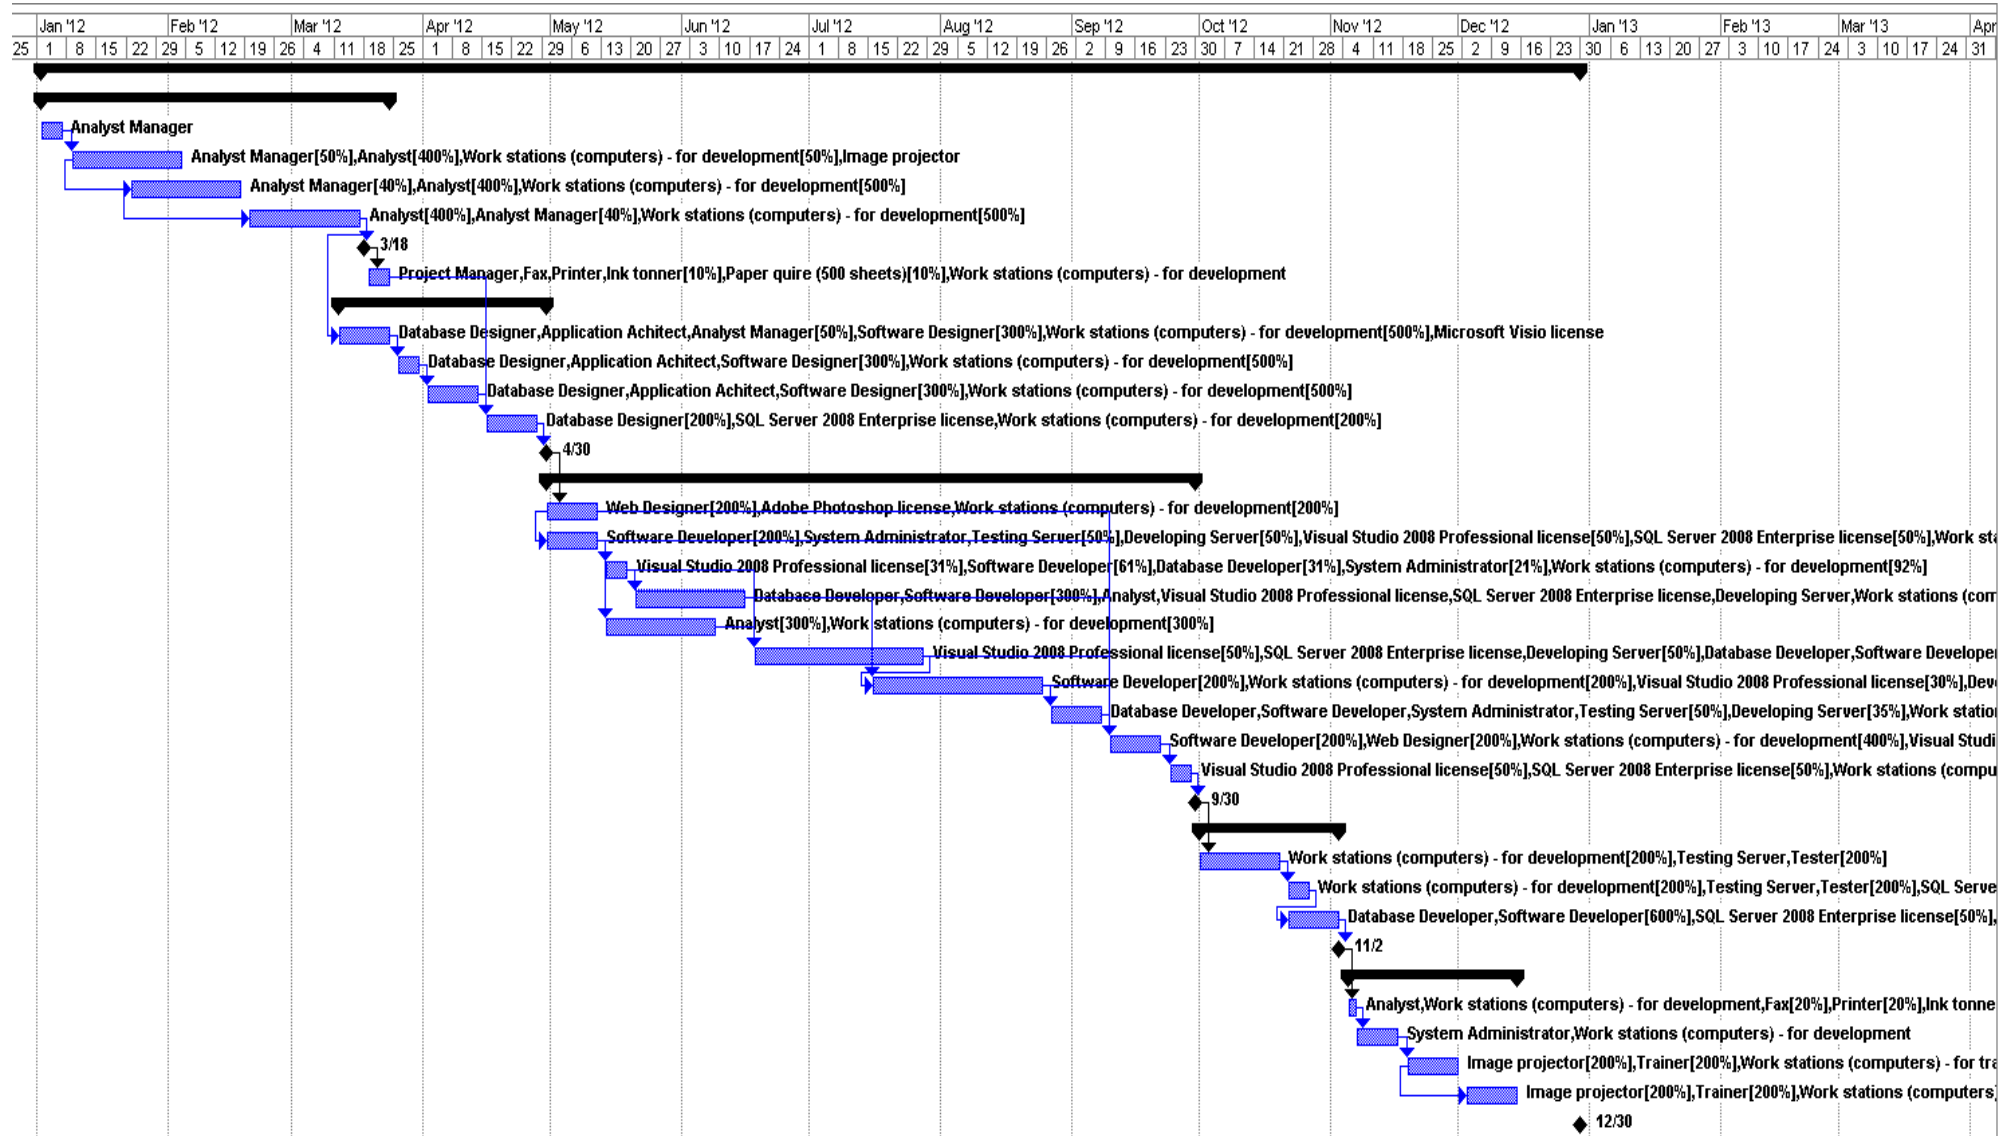 Jan '12 Feb '12 Mar '12 Apr '12 May '12 Jun '12 Jul '12 Aug '12 Sep '12 Oct '12 Nov '12 Dec '12 Jan '13 Feb '13 Mar '13 Apr
25 1 8 15 22 29 5 12 19 26 4 11 18 25 1 8 15 22 29 6 13 20 27 3 10 17 24 1 8 15 22 29 5 12 19 26 2 9 16 23 30 7 14 21 28 4 11 18 25 2 9 16 23 30 6 13 20 27 3 10 17 24 3 10 17 24 31
Analyst Manager
Analyst Manager[50%],Analyst[400%],Work stations (computers) - for development[50%],Image projector
Analyst Manager[40%],Analyst[400%],Work stations (computers) - for development[500%]
Analyst[400%],Analyst Manager[40%],Work stations (computers) - for development[500%]
3/18
Project Manager,Fax,Printer,Ink tonner[10%],Paper quire (500 sheets)[10%],Work stations (computers) - for development
Database Designer,Application Achitect,Analyst Manager[50%],Software Designer[300%],Work stations (computers) - for development[500%],Microsoft Visio license
Database Designer,Application Achitect,Software Designer[300%],Work stations (computers) - for development[500%]
Database Designer,Application Achitect,Software Designer[300%],Work stations (computers) - for development[500%]
Database Designer[200%],SQL Server 2008 Enterprise license,Work stations (computers) - for development[200%]
4/30
Web Designer[200%],Adobe Photoshop license,Work stations (computers) - for development[200%]
Software Developer[200%],System Administrator,Testing Server[50%],Developing Server[50%],Visual Studio 2008 Professional license[50%],SQL Server 2008 Enterprise license[50%],Work sta
Visual Studio 2008 Professional license[31%],Software Developer[61%],Database Developer[31%],System Administrator[21%],Work stations (computers) - for development[92%]
Database Developer,Software Developer[300%],Analyst,Visual Studio 2008 Professional license,SQL Server 2008 Enterprise license,Developing Server,Work stations (com
Analyst[300%],Work stations (computers) - for development[300%]
Visual Studio 2008 Professional license[50%],SQL Server 2008 Enterprise license,Developing Server[50%],Database Developer,Software Developer
Software Developer[200%],Work stations (computers) - for development[200%],Visual Studio 2008 Professional license[30%],Dev
Database Developer,Software Developer,System Administrator,Testing Server[50%],Developing Server[35%],Work station
Software Developer[200%],Web Designer[200%],Work stations (computers) - for development[400%],Visual Studi
Visual Studio 2008 Professional license[50%],SQL Server 2008 Enterprise license[50%],Work stations (compu
9/30
Work stations (computers) - for development[200%],Testing Server,Tester[200%]
Work stations (computers) - for development[200%],Testing Server,Tester[200%],SQL Serve
Database Developer,Software Developer[600%],SQL Server 2008 Enterprise license[50%],
11/2
Analyst,Work stations (computers) - for development,Fax[20%],Printer[20%],Ink tonne
System Administrator,Work stations (computers) - for development
Image projector[200%],Trainer[200%],Work stations (computers) - for tra
Image projector[200%],Trainer[200%],Work stations (computers)
12/30